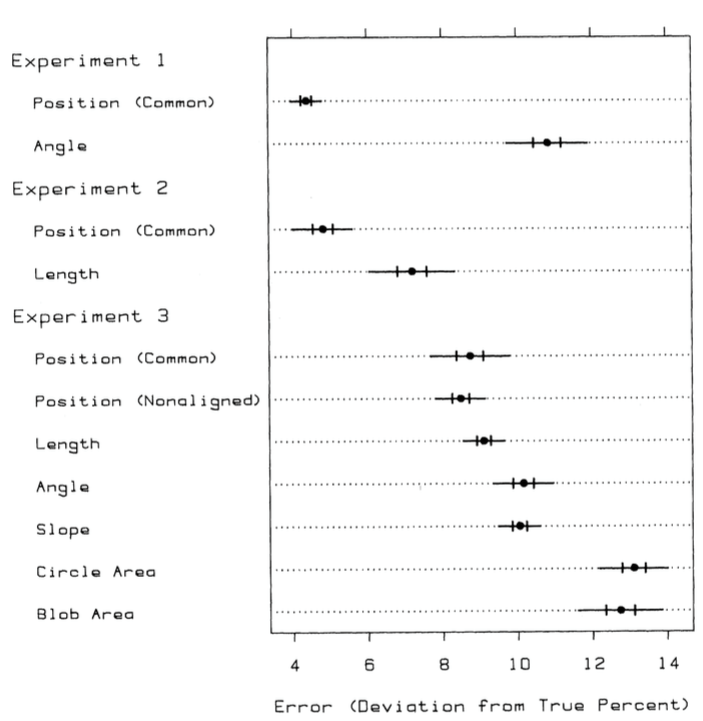 Experiment 1
Position (Common)
Angle
Experiment 2
Position (Common)
Length
Experiment 3
Position (Common)
Position (Nonaligned)
Length
Angle
Slope
Circle Area
Blob Area
4 6 8 10 12 14
Error (Deviation from True Percent)